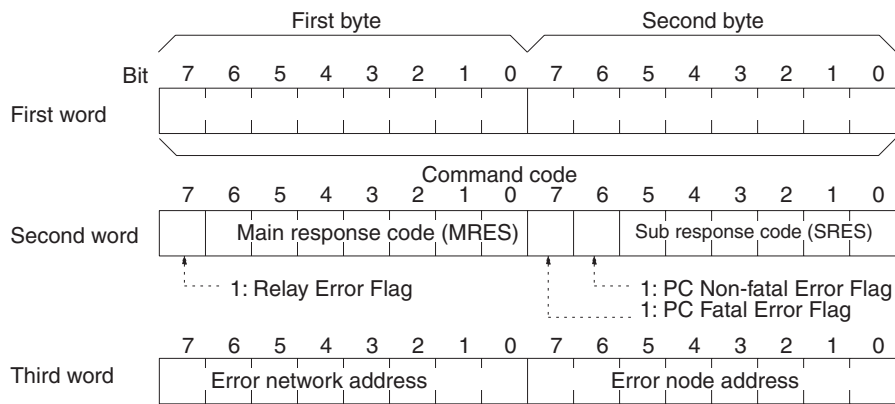 First byte Second byte
Bit 7 6 5 4 3 2 1 0 7 6 5 4 3 2 1 0
First word
Command code
7 6 5 4 3 2 1 0 7 6 5 4 3 2 1 0
Second word Main response code (MRES) Sub response code (SRES)
1: Relay Error Flag 1: PC Non-fatal Error Flag
1: PC Fatal Error Flag
7 6 5 4 3 2 1 0 7 6 5 4 3 2 1 0
Third word Error network address Error node address